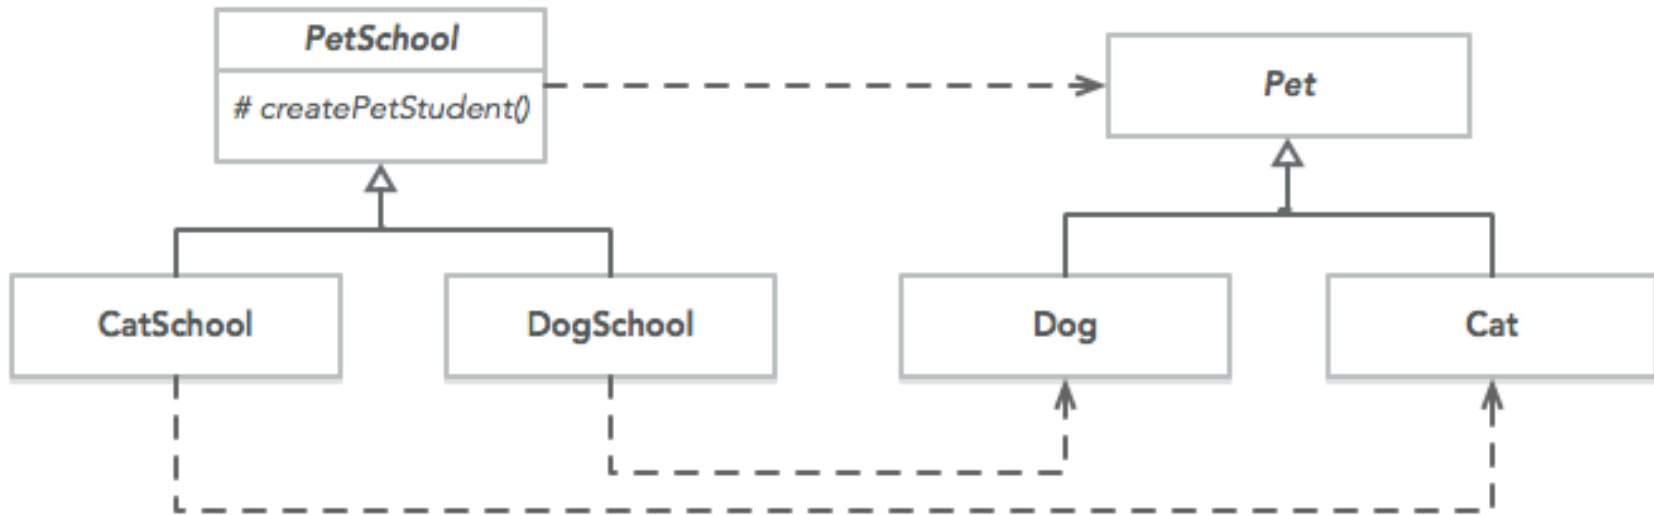 PetSchool
# createPetStudent()
Pet
CatSchool
DogSchool
Dog
Cat